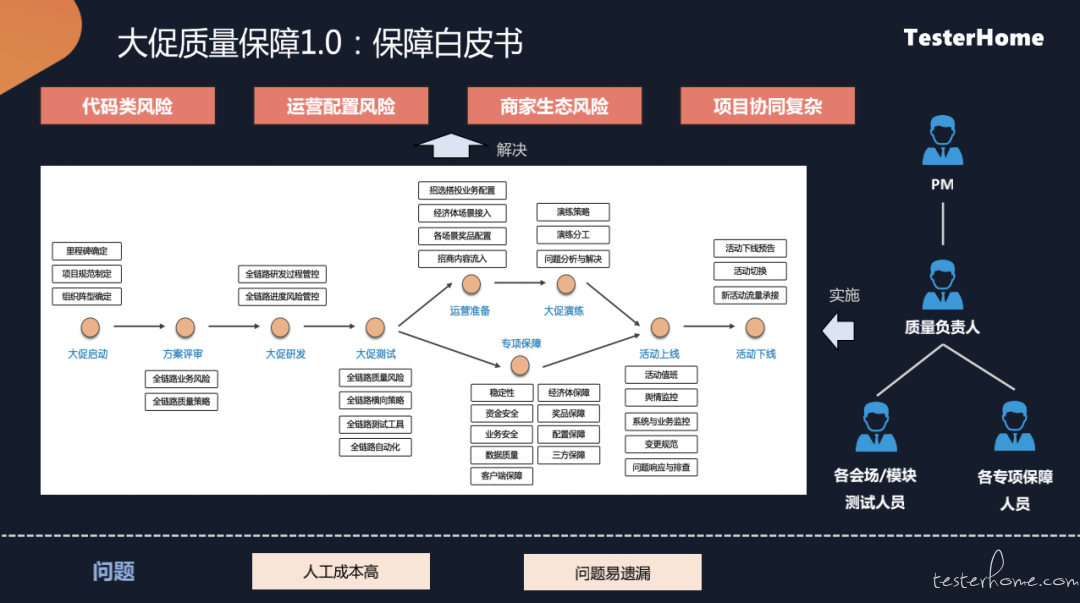 大促质量保障1.0：保障白皮书
TesterHome
代码类风险
运营配置风险
商家生态风险
项目协同复杂
解决
里程碑确定
项目规范制定
组织阵型确定
大促启动
方案评审
全链路业务风险
全链路质量策略
全链路研发过程管控
全链路进度风险管控
大促研发
大促测试
全链路质量风险
全链路横向策略
全链路测试工具
全链路自动化
招选搭投业务配置
经济体场景接入
各场景奖品配置
招商内容流入
运营准备
演练策略
演练分工
问题分析与解决
大促演练
专项保障
稳定性
经济体保障
资金安全
奖品保障
业务安全
配置保障
数据质量
三方保障
客户端保障
活动上线
活动值班
舆情监控
系统与业务监控
变更规范
问题响应与排查
活动下线预告
活动切换
新活动流量承接
活动下线
实施
PM
质量负责人
各会场/模块
测试人员
各专项保障
人员
问题
人工成本高
问题易遗漏
testerhome.com